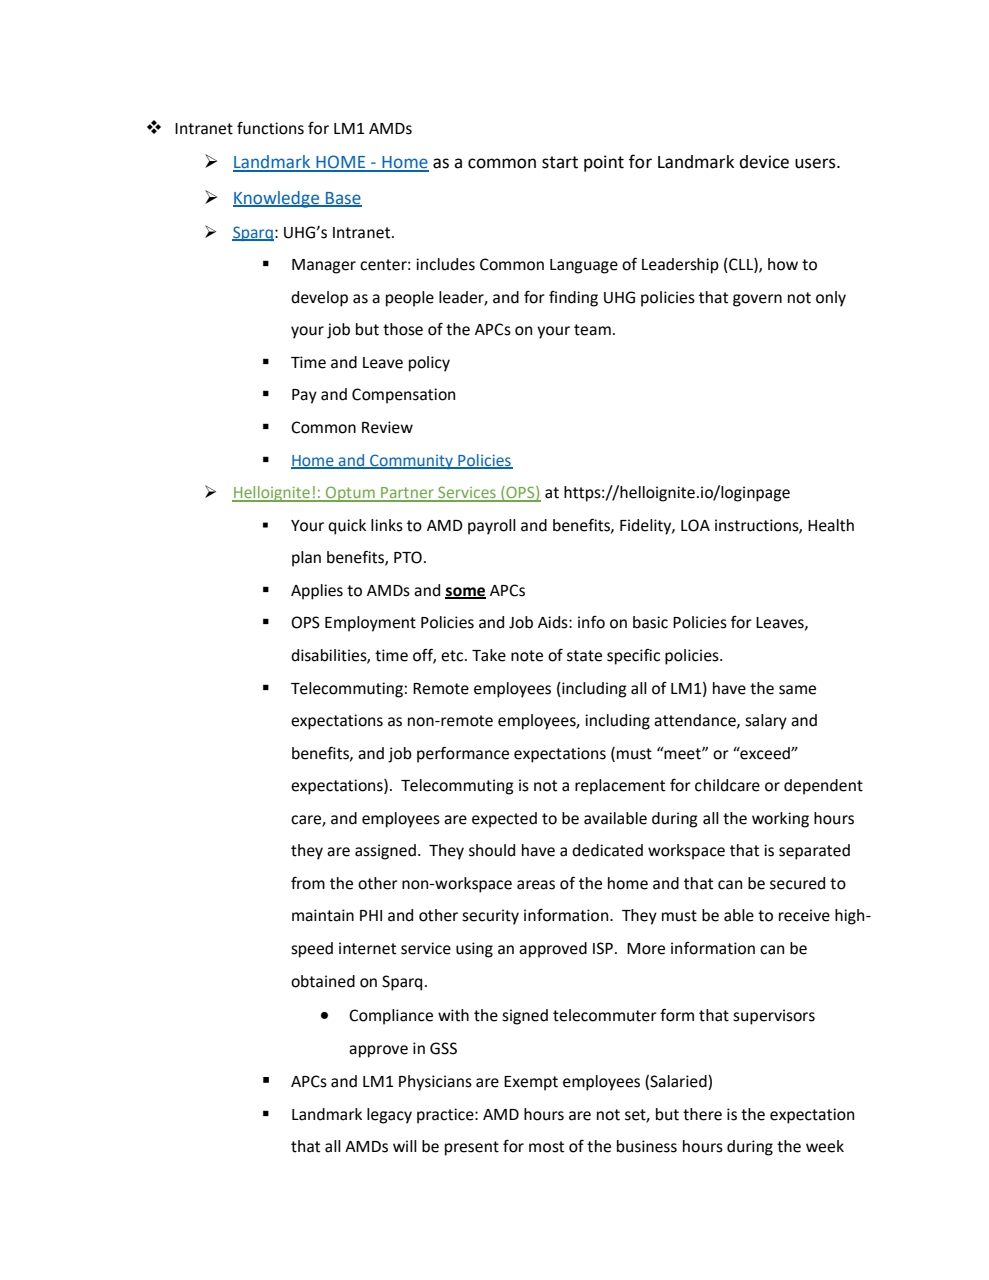 ❖ Intranet functions for LM1 AMDs
➢ Landmark HOME - Home as a common start point for Landmark device users.
➢ Knowledge Base
➢ Sparq: UHG’s Intranet.
▪ Manager center: includes Common Language of Leadership (CLL), how to
develop as a people leader, and for finding UHG policies that govern not only
your job but those of the APCs on your team.
▪ Time and Leave policy
▪ Pay and Compensation
▪ Common Review
▪ Home and Community Policies
➢ Helloignite!: Optum Partner Services (OPS) at https://helloignite.io/loginpage
▪ Your quick links to AMD payroll and benefits, Fidelity, LOA instructions, Health
plan benefits, PTO.
▪ Applies to AMDs and some APCs
▪ OPS Employment Policies and Job Aids: info on basic Policies for Leaves,
disabilities, time off, etc. Take note of state specific policies.
▪ Telecommuting: Remote employees (including all of LM1) have the same
expectations as non-remote employees, including attendance, salary and
benefits, and job performance expectations (must “meet” or “exceed”
expectations).  Telecommuting is not a replacement for childcare or dependent
care, and employees are expected to be available during all the working hours
they are assigned.  They should have a dedicated workspace that is separated
from the other non-workspace areas of the home and that can be secured to
maintain PHI and other security information.  They must be able to receive high-
speed internet service using an approved ISP.  More information can be
obtained on Sparq.
● Compliance with the signed telecommuter form that supervisors
approve in GSS
▪ APCs and LM1 Physicians are Exempt employees (Salaried)
▪ Landmark legacy practice: AMD hours are not set, but there is the expectation
that all AMDs will be present for most of the business hours during the week